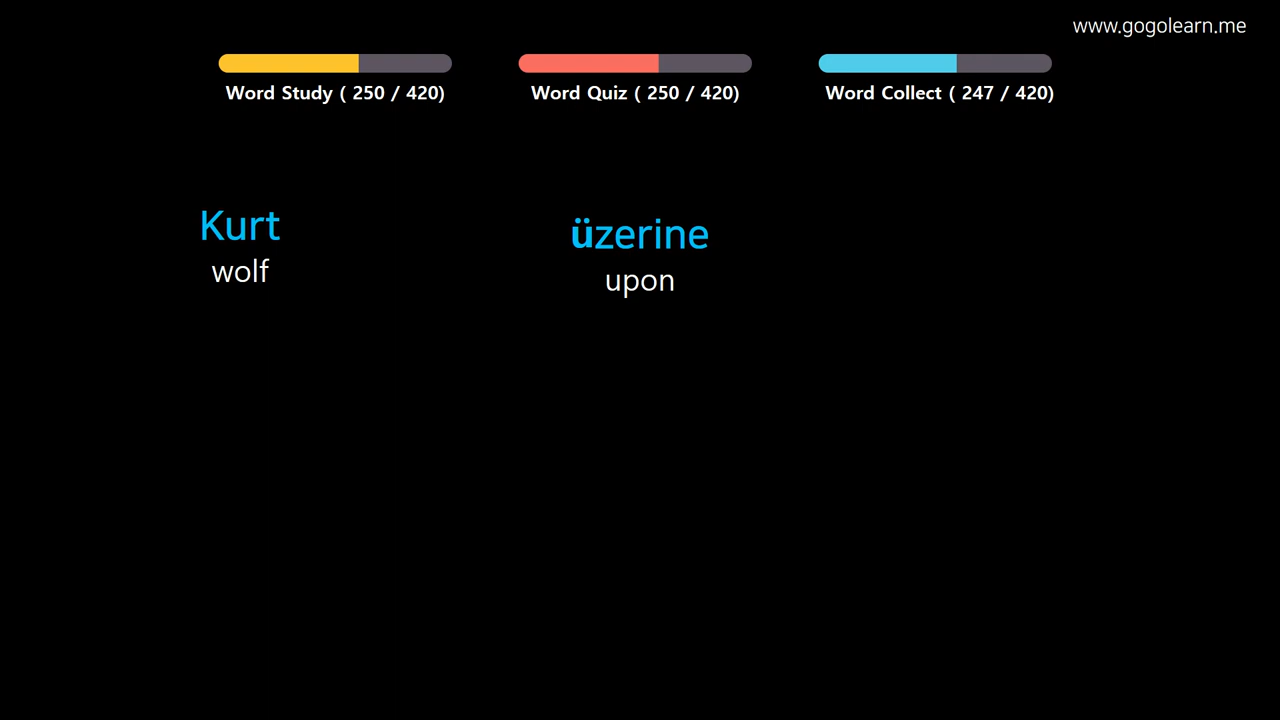 www.gogolearn.me
Word Study ( 250 / 420)
Word Quiz ( 250 / 420)
Word Collect ( 247 / 420)
Kurt
wolf
üzerine
upon